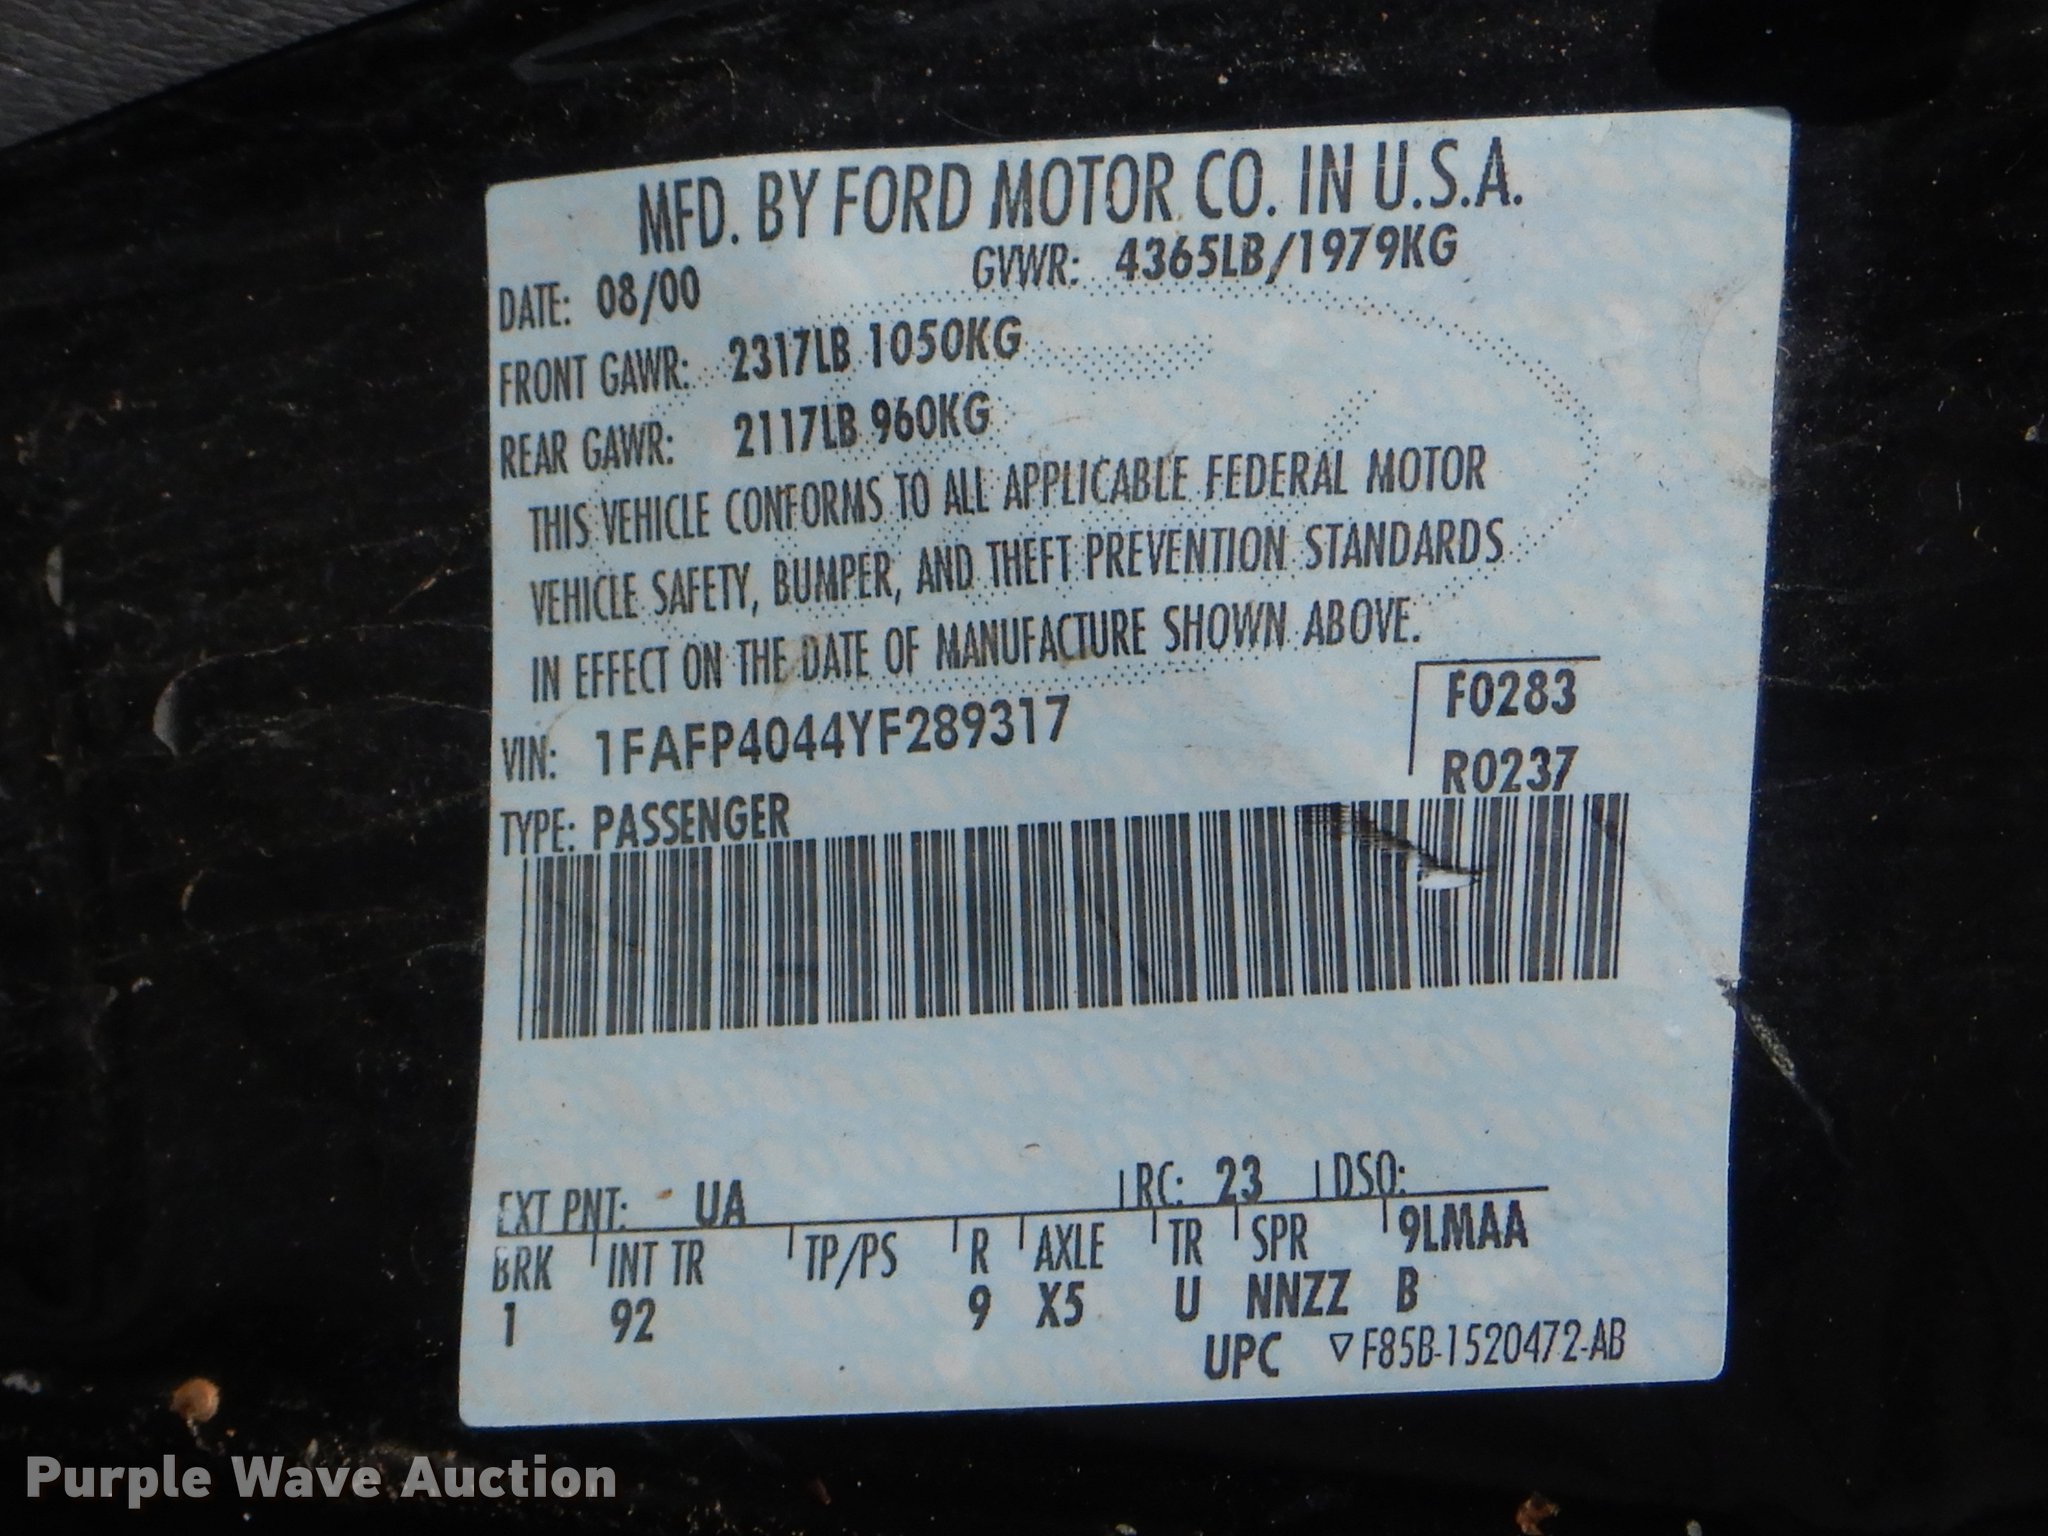 MFD. BY FORD MOTOR CO. IN U.S.A.
DATE: 08/00 GVWR: 4365LB/1979KG
FRONT GAWR: 2317LB 1050KG
REAR GAWR: 2117LB 960KG
THIS VEHICLE CONFORMS TO ALL APPLICABLE FEDERAL MOTOR
VEHICLE SAFETY, BUMPER, AND THEFT PREVENTION STANDARDS
IN EFFECT ON THE DATE OF MANUFACTURE SHOWN ABOVE.
VIN: 1FAFP4044YF289317 F0283
R0237
TYPE: PASSENGER
EXT PNT: UA RC: 23 DSO:
BRK INT TR TP/PS R AXLE TR SPR 9LMAA
1 92 9 X5 U NNZZ B
UPC ▽F85B-1520472-AB
Purple Wave Auction